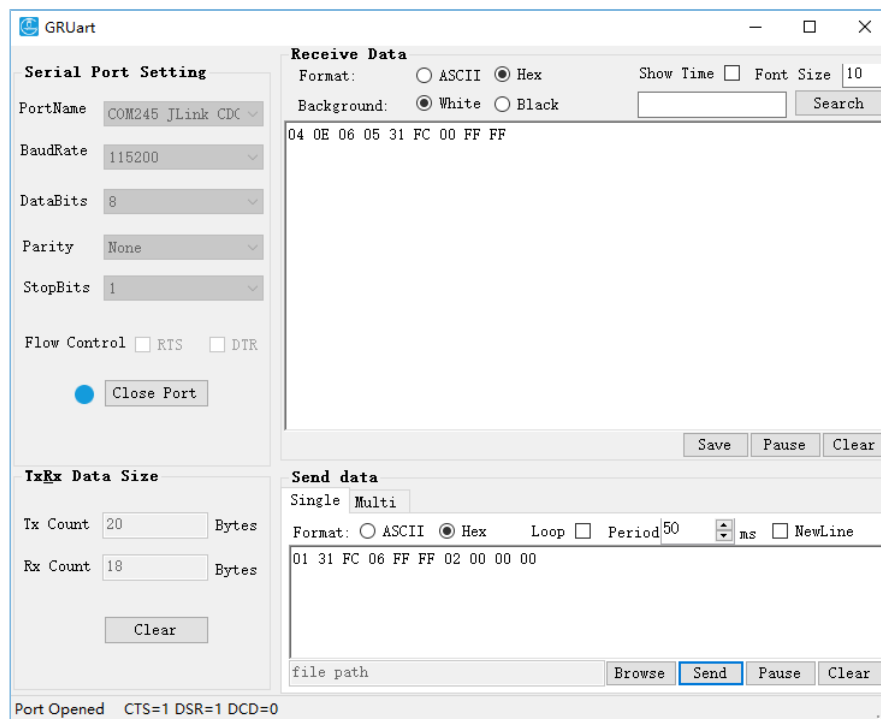 GRUart
Serial Port Setting
PortName COM245 JLink CDC
BaudRate 115200
DataBits 8
Parity None
StopBits 1
Flow Control RTS DTR
Close Port
TxRx Data Size
Tx Count 20 Bytes
Rx Count 18 Bytes
Clear
Receive Data
Format: ASCII Hex Show Time Font Size 10
Background: White Black Search
04 0E 06 05 31 FC 00 FF FF
Save Pause Clear
Send data
Single Multi
Format: ASCII Hex Loop Period 50 ms NewLine
01 31 FC 06 FF FF 02 00 00 00
file path Browse Send Pause Clear
Port Opened CTS=1 DSR=1 DCD=0